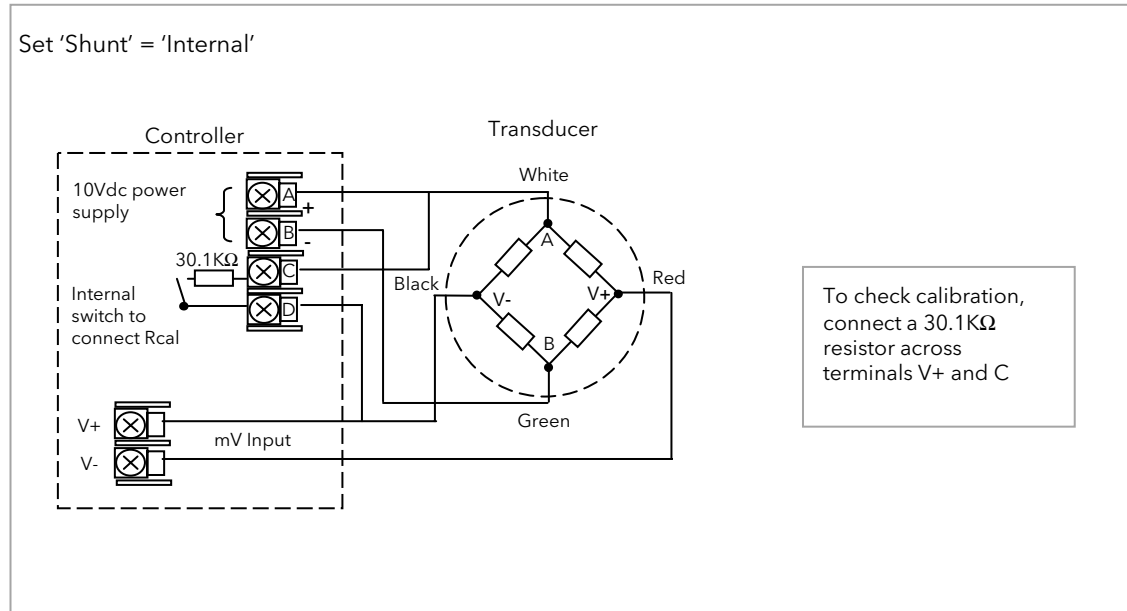 Set ‘Shunt’ = ‘Internal’
Controller
Transducer
White
10Vdc power
supply
A
+
B
-
30.1KΩ
C
Internal
switch to
connect Rcal
D
Black
Red
A
V-
V+
B
Green
V+
mV Input
V-
To check calibration,
connect a 30.1KΩ
resistor across
terminals V+ and C